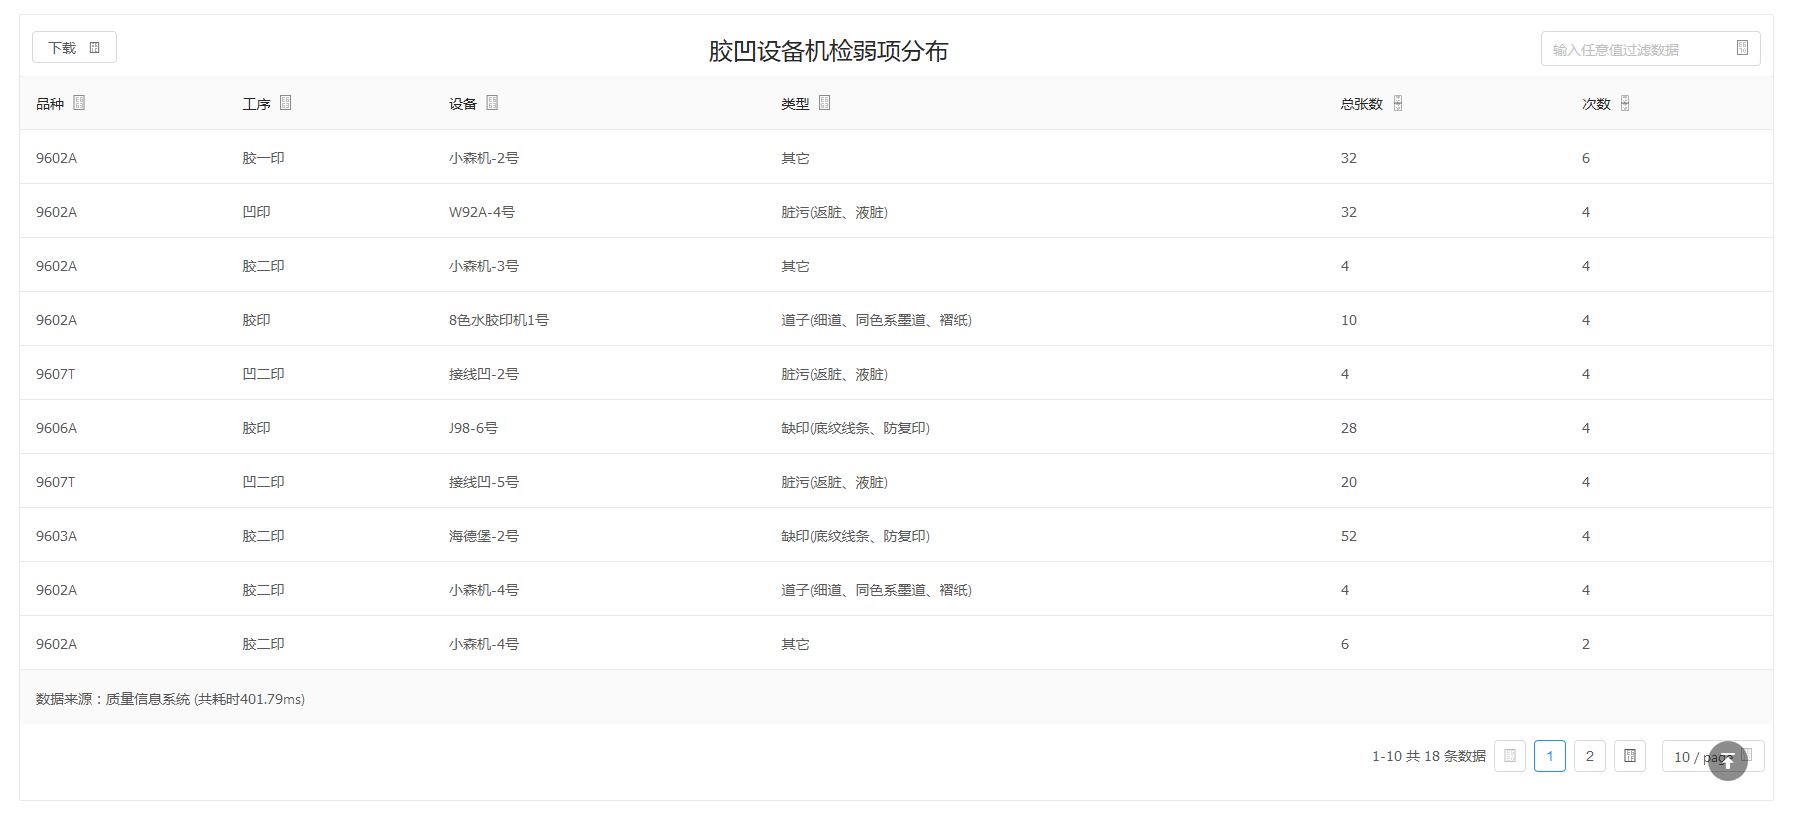 下载
胶凹设备机检弱项分布
输入任意值过滤数据
品种 工序 设备 类型 总张数 次数
9602A 胶一印 小森机-2号 其它 32 6
9602A 凹印 W92A-4号 脏污(返脏、液脏) 32 4
9602A 胶二印 小森机-3号 其它 4 4
9602A 胶印 8色水胶印机1号 道子(细道、同色系墨道、褶纸) 10 4
9607T 凹二印 接线凹-2号 脏污(返脏、液脏) 4 4
9606A 胶印 J98-6号 缺印(底纹线条、防复印) 28 4
9607T 凹二印 接线凹-5号 脏污(返脏、液脏) 20 4
9603A 胶二印 海德堡-2号 缺印(底纹线条、防复印) 52 4
9602A 胶二印 小森机-4号 道子(细道、同色系墨道、褶纸) 4 4
9602A 胶二印 小森机-4号 其它 6 2
数据来源：质量信息系统 (共耗时401.79ms)
1-10 共 18 条数据 1 2 10 / page